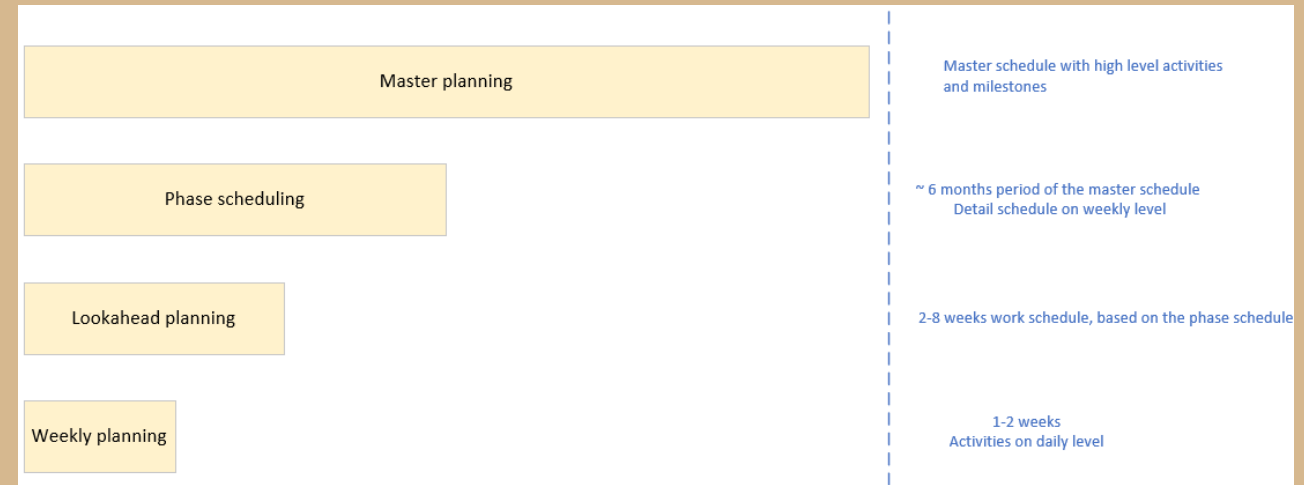 Master planning
Master schedule with high level activities
and milestones
Phase scheduling
~ 6 months period of the master schedule
Detail schedule on weekly level
Lookahead planning
2-8 weeks work schedule, based on the phase schedule
Weekly planning
1-2 weeks
Activities on daily level